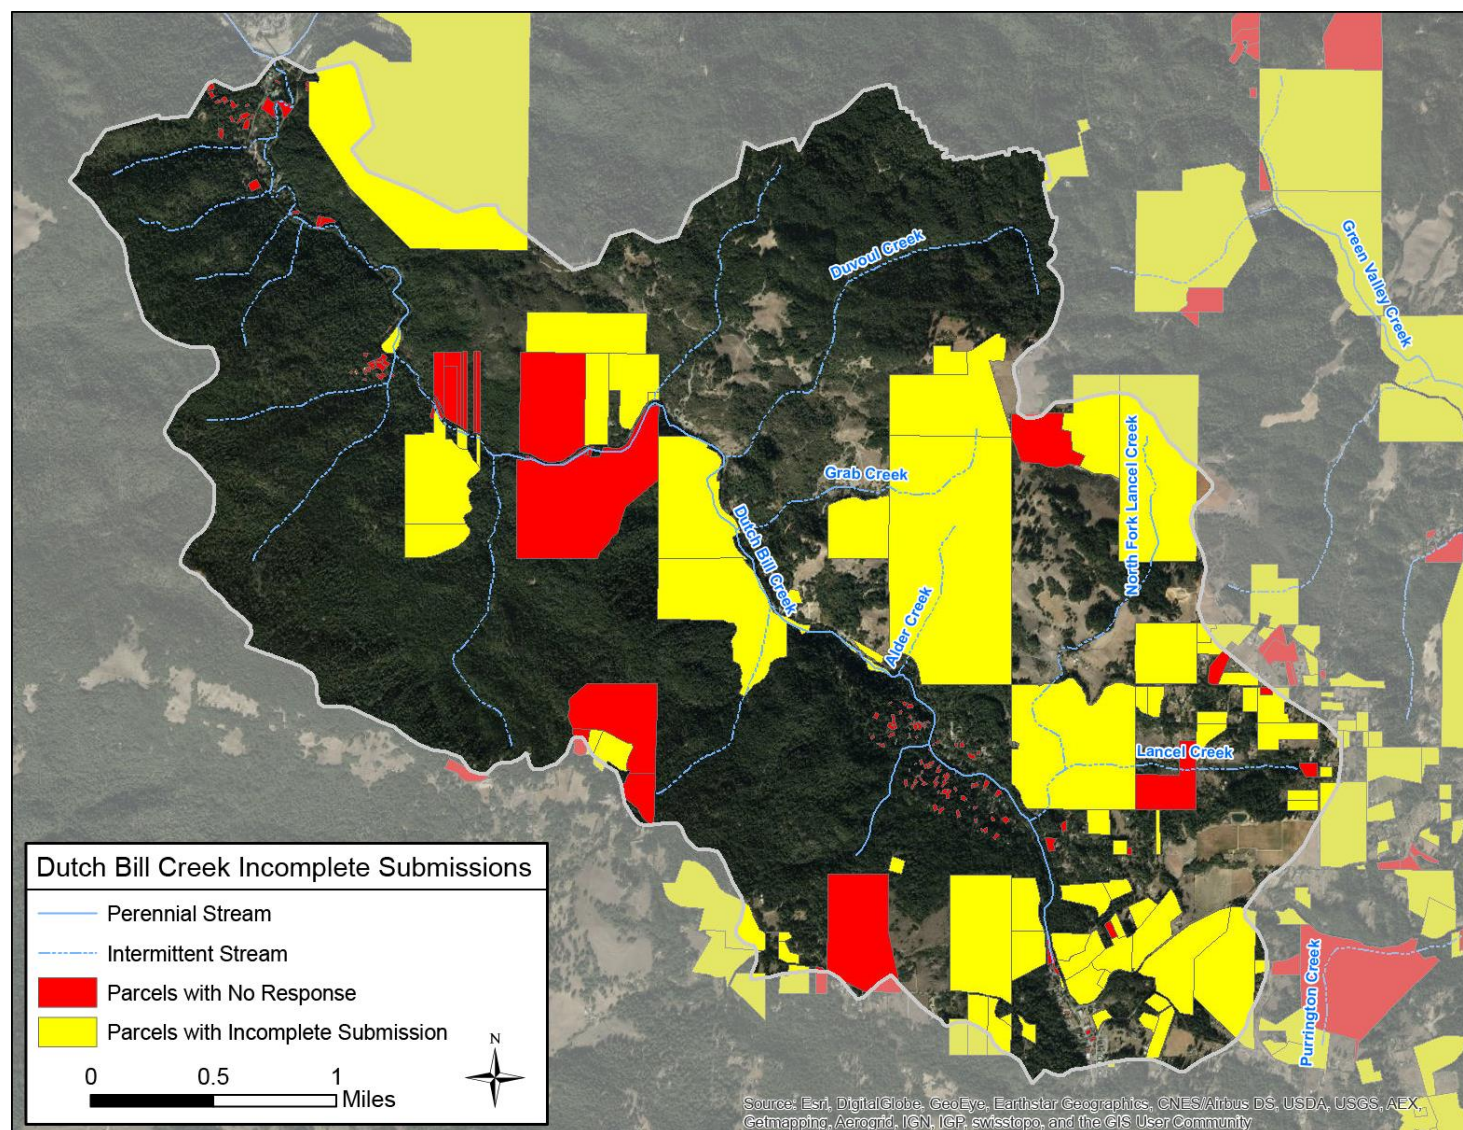 Duvoul Creek
Green Valley Creek
Grab Creek
North Fork Lancel Creek
Dutch Bill Creek
Alder Creek
Lancel Creek
Purrington Creek
Dutch Bill Creek Incomplete Submissions
Perennial Stream
Intermittent Stream
Parcels with No Response
Parcels with Incomplete Submission
N
0 0.5 1
Miles
Source: Esri, DigitalGlobe, GeoEye, Earthstar Geographics, CNES/Airbus DS, USDA, USGS, AEX,
Getmapping, Aerogrid, IGN, IGP, swisstopo, and the GIS User Community